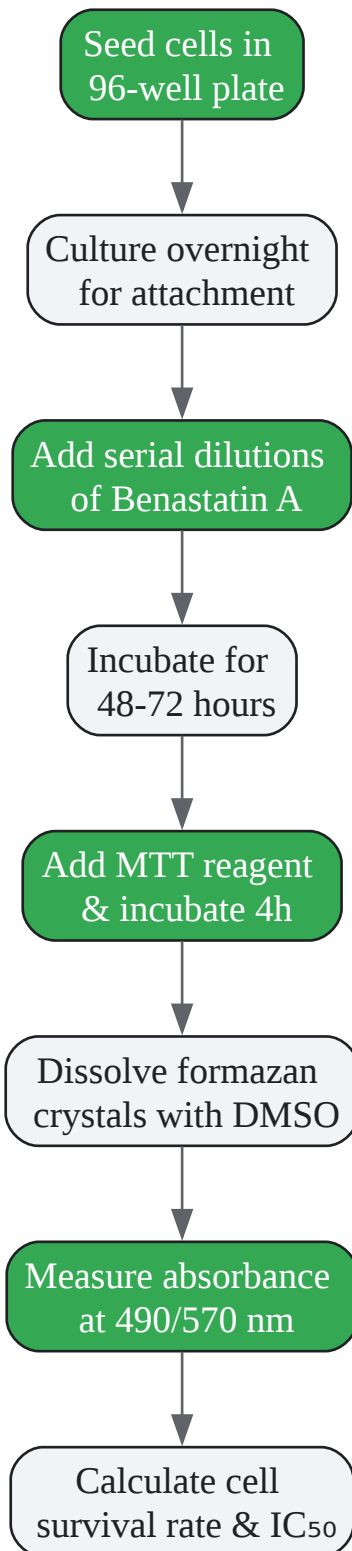 Seed cells in
96-well plate
Culture overnight
for attachment
Add serial dilutions
of Benastatin A
Incubate for
48-72 hours
Add MTT reagent
& incubate 4h
Dissolve formazan
crystals with DMSO
Measure absorbance
at 490/570 nm
Calculate cell
survival rate & IC₅₀